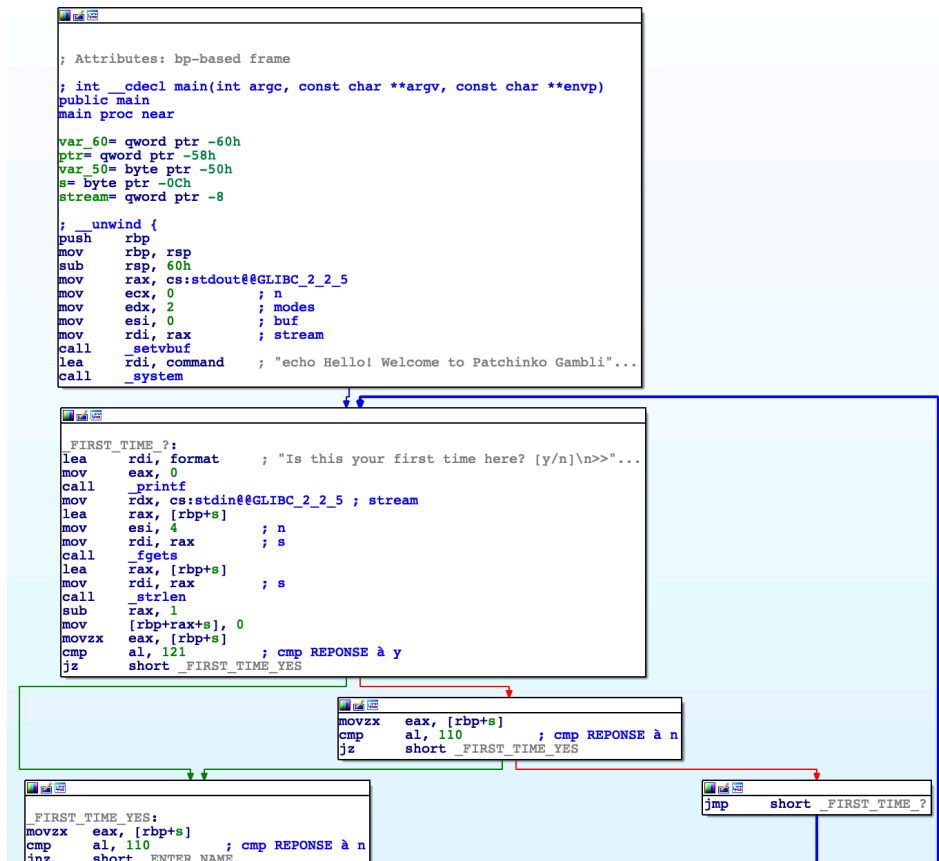 ; Attributes: bp-based frame
; int __cdecl main(int argc, const char **argv, const char **envp)
public main
main proc near
var_60= qword ptr -60h
ptr= qword ptr -58h
var_50= byte ptr -50h
s= byte ptr -0Ch
stream= qword ptr -8
; __unwind {
push rbp
mov rbp, rsp
sub rsp, 60h
mov rax, cs:stdout@@GLIBC_2_2_5
mov ecx, 0 ; n
mov edx, 2 ; modes
mov esi, 0 ; buf
mov rdi, rax ; stream
call _setvbuf
lea rdi, command ; "echo Hello! Welcome to Patchinko Gambli"...
call _system
_FIRST_TIME_?:
lea rdi, format ; "Is this your first time here? [y/n]\n>>"...
mov eax, 0
call _printf
mov rdx, cs:stdin@@GLIBC_2_2_5 ; stream
lea rax, [rbp+s]
mov esi, 4 ; n
mov rdi, rax ; s
call _fgets
lea rax, [rbp+s]
mov rdi, rax ; s
call _strlen
sub rax, 1
mov [rbp+rax+s], 0
movzx eax, [rbp+s]
cmp al, 121 ; cmp REPONSE à y
jz short _FIRST_TIME_YES
movzx eax, [rbp+s]
cmp al, 110 ; cmp REPONSE à n
jz short _FIRST_TIME_YES
jmp short _FIRST_TIME_?
_FIRST_TIME_YES:
movzx eax, [rbp+s]
cmp al, 110 ; cmp REPONSE à n
jnz short _ENTER_NAME